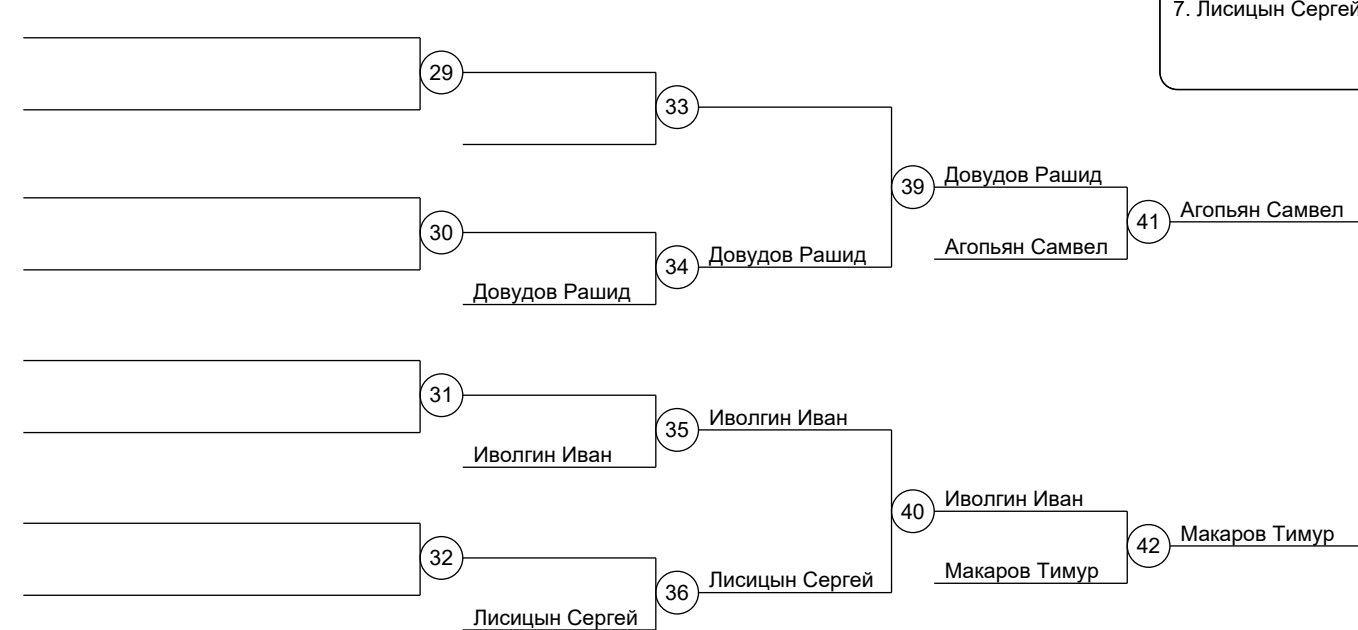 7. Лисицын Сергей
29
33
Довудов Рашид
39
41
Агопьян Самвел
Агопьян Самвел
30
34
Довудов Рашид
Довудов Рашид
31
35
Иволгин Иван
Иволгин Иван
40
Иволгин Иван
42
Макаров Тимур
Макаров Тимур
32
36
Лисицын Сергей
Лисицын Сергей